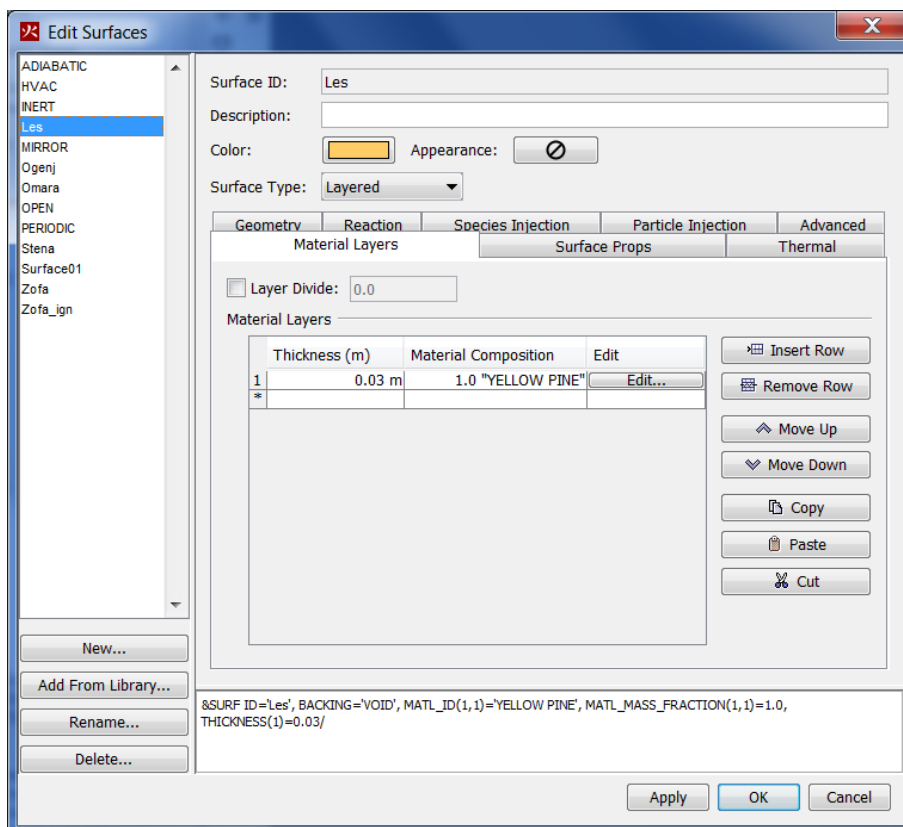 Edit Surfaces
ADIABATIC
HVAC
INERT
Les
MIRROR
Ogenj
Omara
OPEN
PERIODIC
Stena
Surface01
Zofa
Zofa_ign
New...
Add From Library...
Rename...
Delete...
Surface ID: Les
Description:
Color: Appearance:
Surface Type: Layered
Geometry Reaction Species Injection Particle Injection Advanced
Material Layers Surface Props Thermal
Layer Divide: 0.0
Material Layers
Thickness (m) Material Composition Edit
1 0.03 m 1.0 "YELLOW PINE" Edit...
*
Insert Row
Remove Row
Move Up
Move Down
Copy
Paste
Cut
&SURF ID='Les', BACKING='VOID', MATL_ID(1,1)='YELLOW PINE', MATL_MASS_FRACTION(1,1)=1.0,
THICKNESS(1)=0.03/
Apply OK Cancel